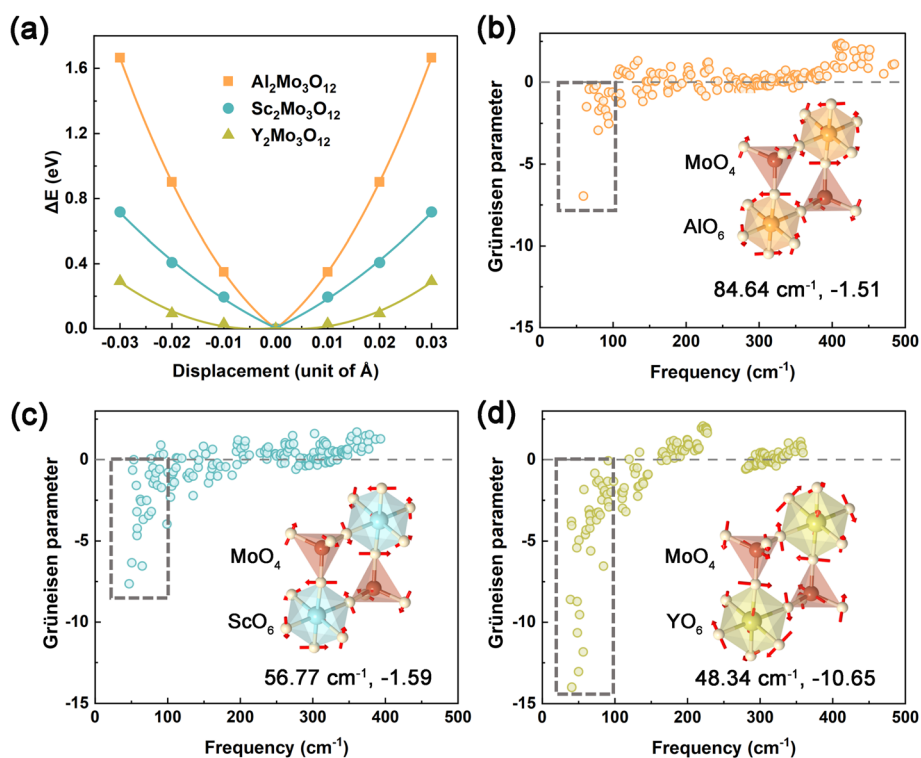 (a)
1.6
1.2
0.8
0.4
0.0
ΔE (eV)
Al₂Mo₃O₁₂
Sc₂Mo₃O₁₂
Y₂Mo₃O₁₂
-0.03 -0.02 -0.01 0.00 0.01 0.02 0.03
Displacement (unit of Å)
(b)
5
0
-5
-10
-15
Grüneisen parameter
MoO₄
AlO₆
84.64 cm⁻¹, -1.51
0 100 200 300 400 500
Frequency (cm⁻¹)
(c)
5
0
-5
-10
-15
Grüneisen parameter
MoO₄
ScO₆
56.77 cm⁻¹, -1.59
0 100 200 300 400 500
Frequency (cm⁻¹)
(d)
5
0
-5
-10
-15
Grüneisen parameter
MoO₄
YO₆
48.34 cm⁻¹, -10.65
0 100 200 300 400 500
Frequency (cm⁻¹)